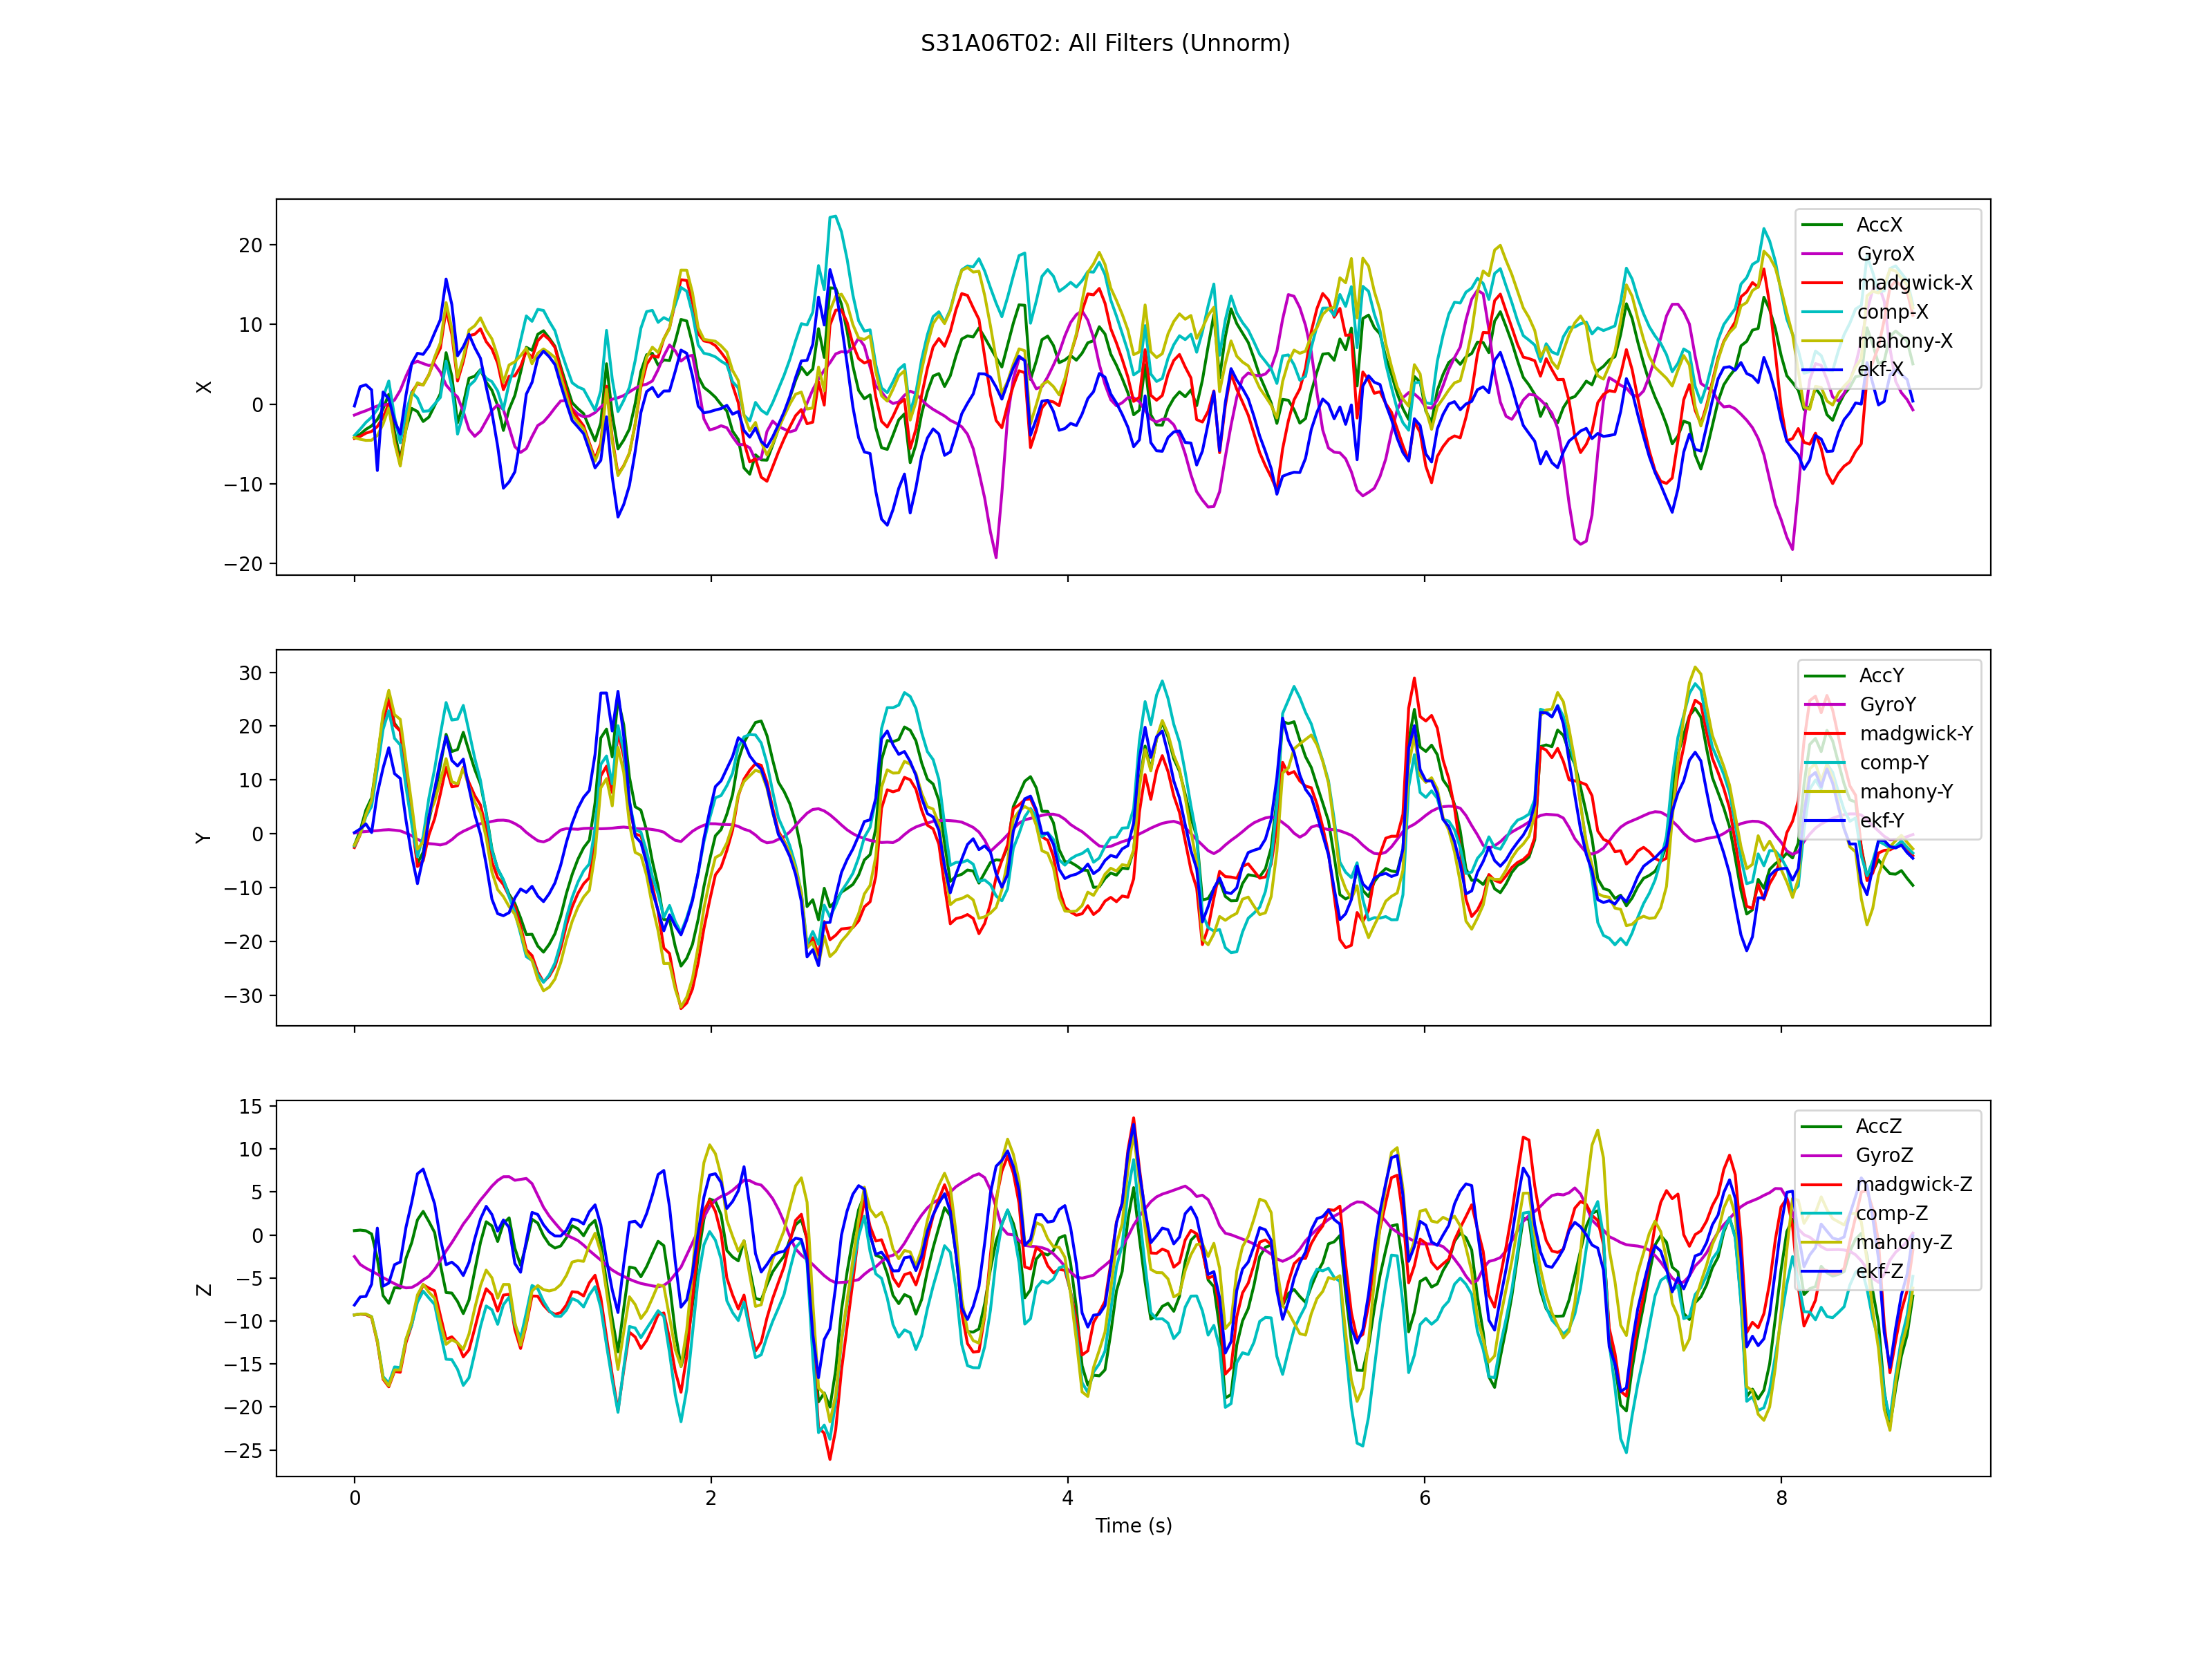 S31A06T02: All Filters (Unnorm)
X
20
10
0
−10
−20
AccX
GyroX
madgwick-X
comp-X
mahony-X
ekf-X
Y
30
20
10
0
−10
−20
−30
AccY
GyroY
madgwick-Y
comp-Y
mahony-Y
ekf-Y
Z
15
10
5
0
−5
−10
−15
−20
−25
AccZ
GyroZ
madgwick-Z
comp-Z
mahony-Z
ekf-Z
0 2 4 6 8
Time (s)